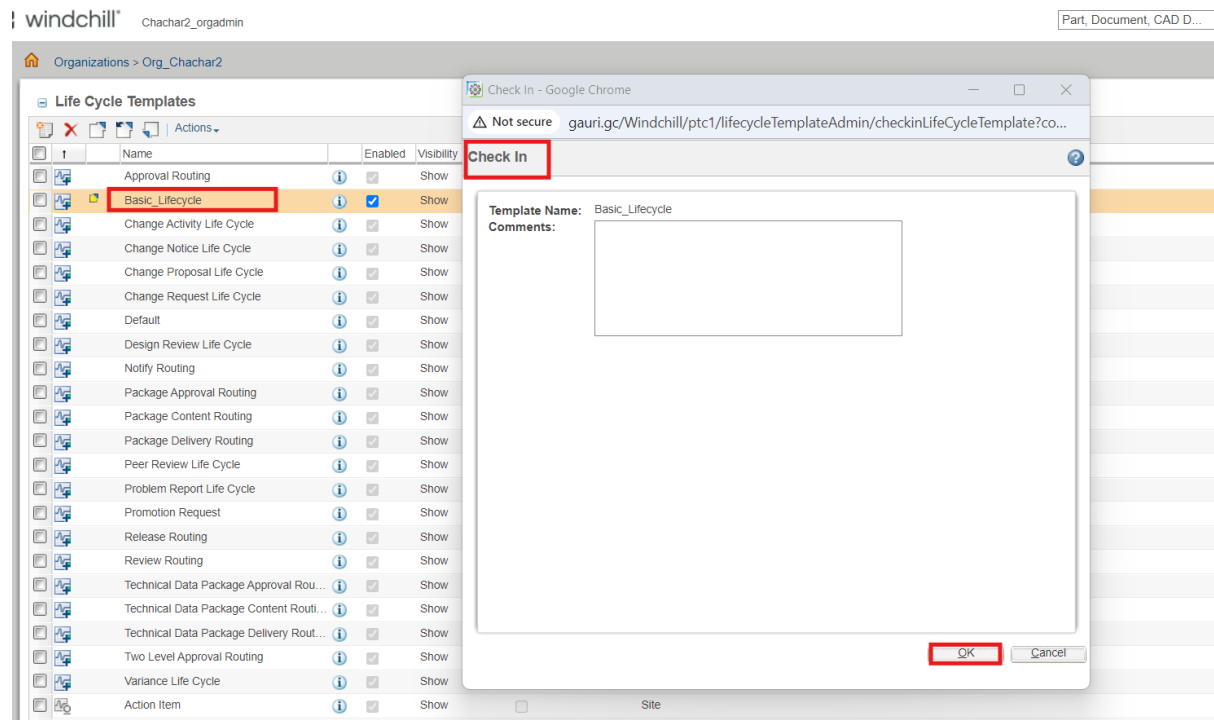 windchill® Chachar2_orgadmin Part, Document, CAD D...
Organizations > Org_Chachar2
Life Cycle Templates
Actions
Name Enabled Visibility
Approval Routing Show
Basic_Lifecycle Show
Change Activity Life Cycle Show
Change Notice Life Cycle Show
Change Proposal Life Cycle Show
Change Request Life Cycle Show
Default Show
Design Review Life Cycle Show
Notify Routing Show
Package Approval Routing Show
Package Content Routing Show
Package Delivery Routing Show
Peer Review Life Cycle Show
Problem Report Life Cycle Show
Promotion Request Show
Release Routing Show
Review Routing Show
Technical Data Package Approval Rou... Show
Technical Data Package Content Routi... Show
Technical Data Package Delivery Rout... Show
Two Level Approval Routing Show
Variance Life Cycle Show
Action Item Show Site
Check In - Google Chrome
Not secure gauri.gc/Windchill/ptc1/lifecycleTemplateAdmin/checkinLifeCycleTemplate?co...
Check In
Template Name: Basic_Lifecycle
Comments:
OK Cancel